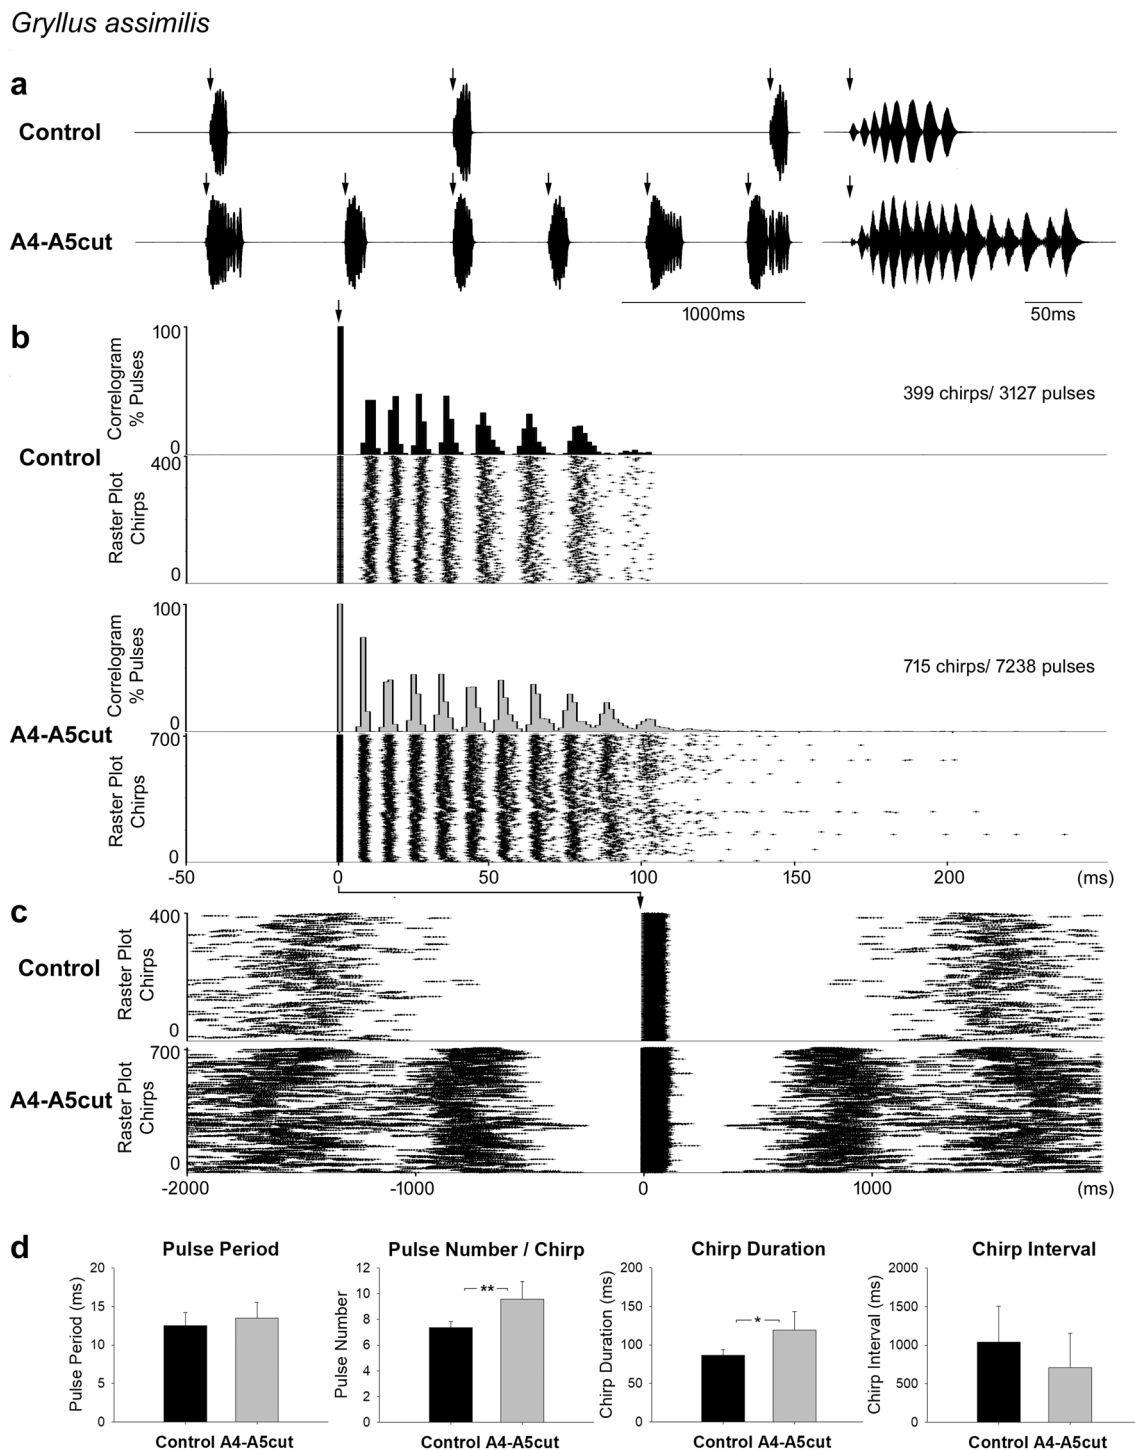 Gryllus assimilis
a
Control
A4-A5cut
1000ms
50ms
b
100
Correlogram
% Pulses
399 chirps/ 3127 pulses
0
Control
400
Raster Plot
Chirps
0
100
Correlogram
% Pulses
715 chirps/ 7238 pulses
0
A4-A5cut
700
Raster Plot
Chirps
0
-50 0 50 100 150 200 (ms)
c
400
Control
Raster Plot
Chirps
0
700
A4-A5cut
Raster Plot
Chirps
0
-2000 -1000 0 1000 (ms)
d
Pulse Period
Pulse Period (ms)
20
15
10
5
0
Control A4-A5cut
Pulse Number / Chirp
Pulse Number
12
10
8
6
4
2
0
**
Control A4-A5cut
Chirp Duration
Chirp Duration (ms)
200
150
100
50
0
*
Control A4-A5cut
Chirp Interval
Chirp Interval (ms)
2000
1500
1000
500
0
Control A4-A5cut